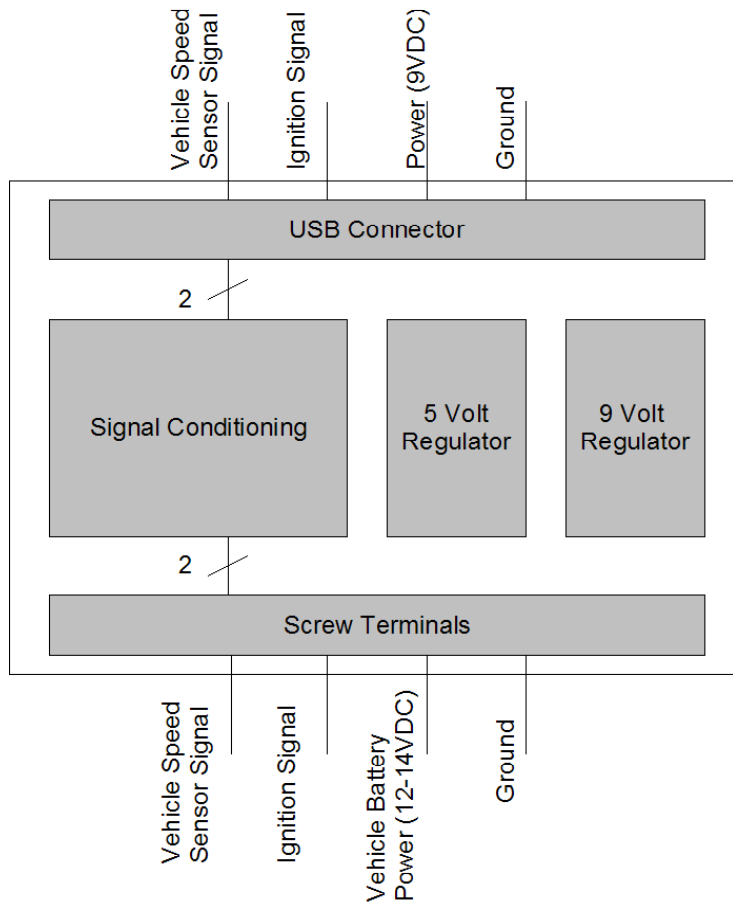 Vehicle Speed
Sensor Signal
Ignition Signal
Power (9VDC)
Ground
USB Connector
2
Signal Conditioning
5 Volt
Regulator
9 Volt
Regulator
2
Screw Terminals
Vehicle Speed
Sensor Signal
Ignition Signal
Vehicle Battery
Power (12-14VDC)
Ground